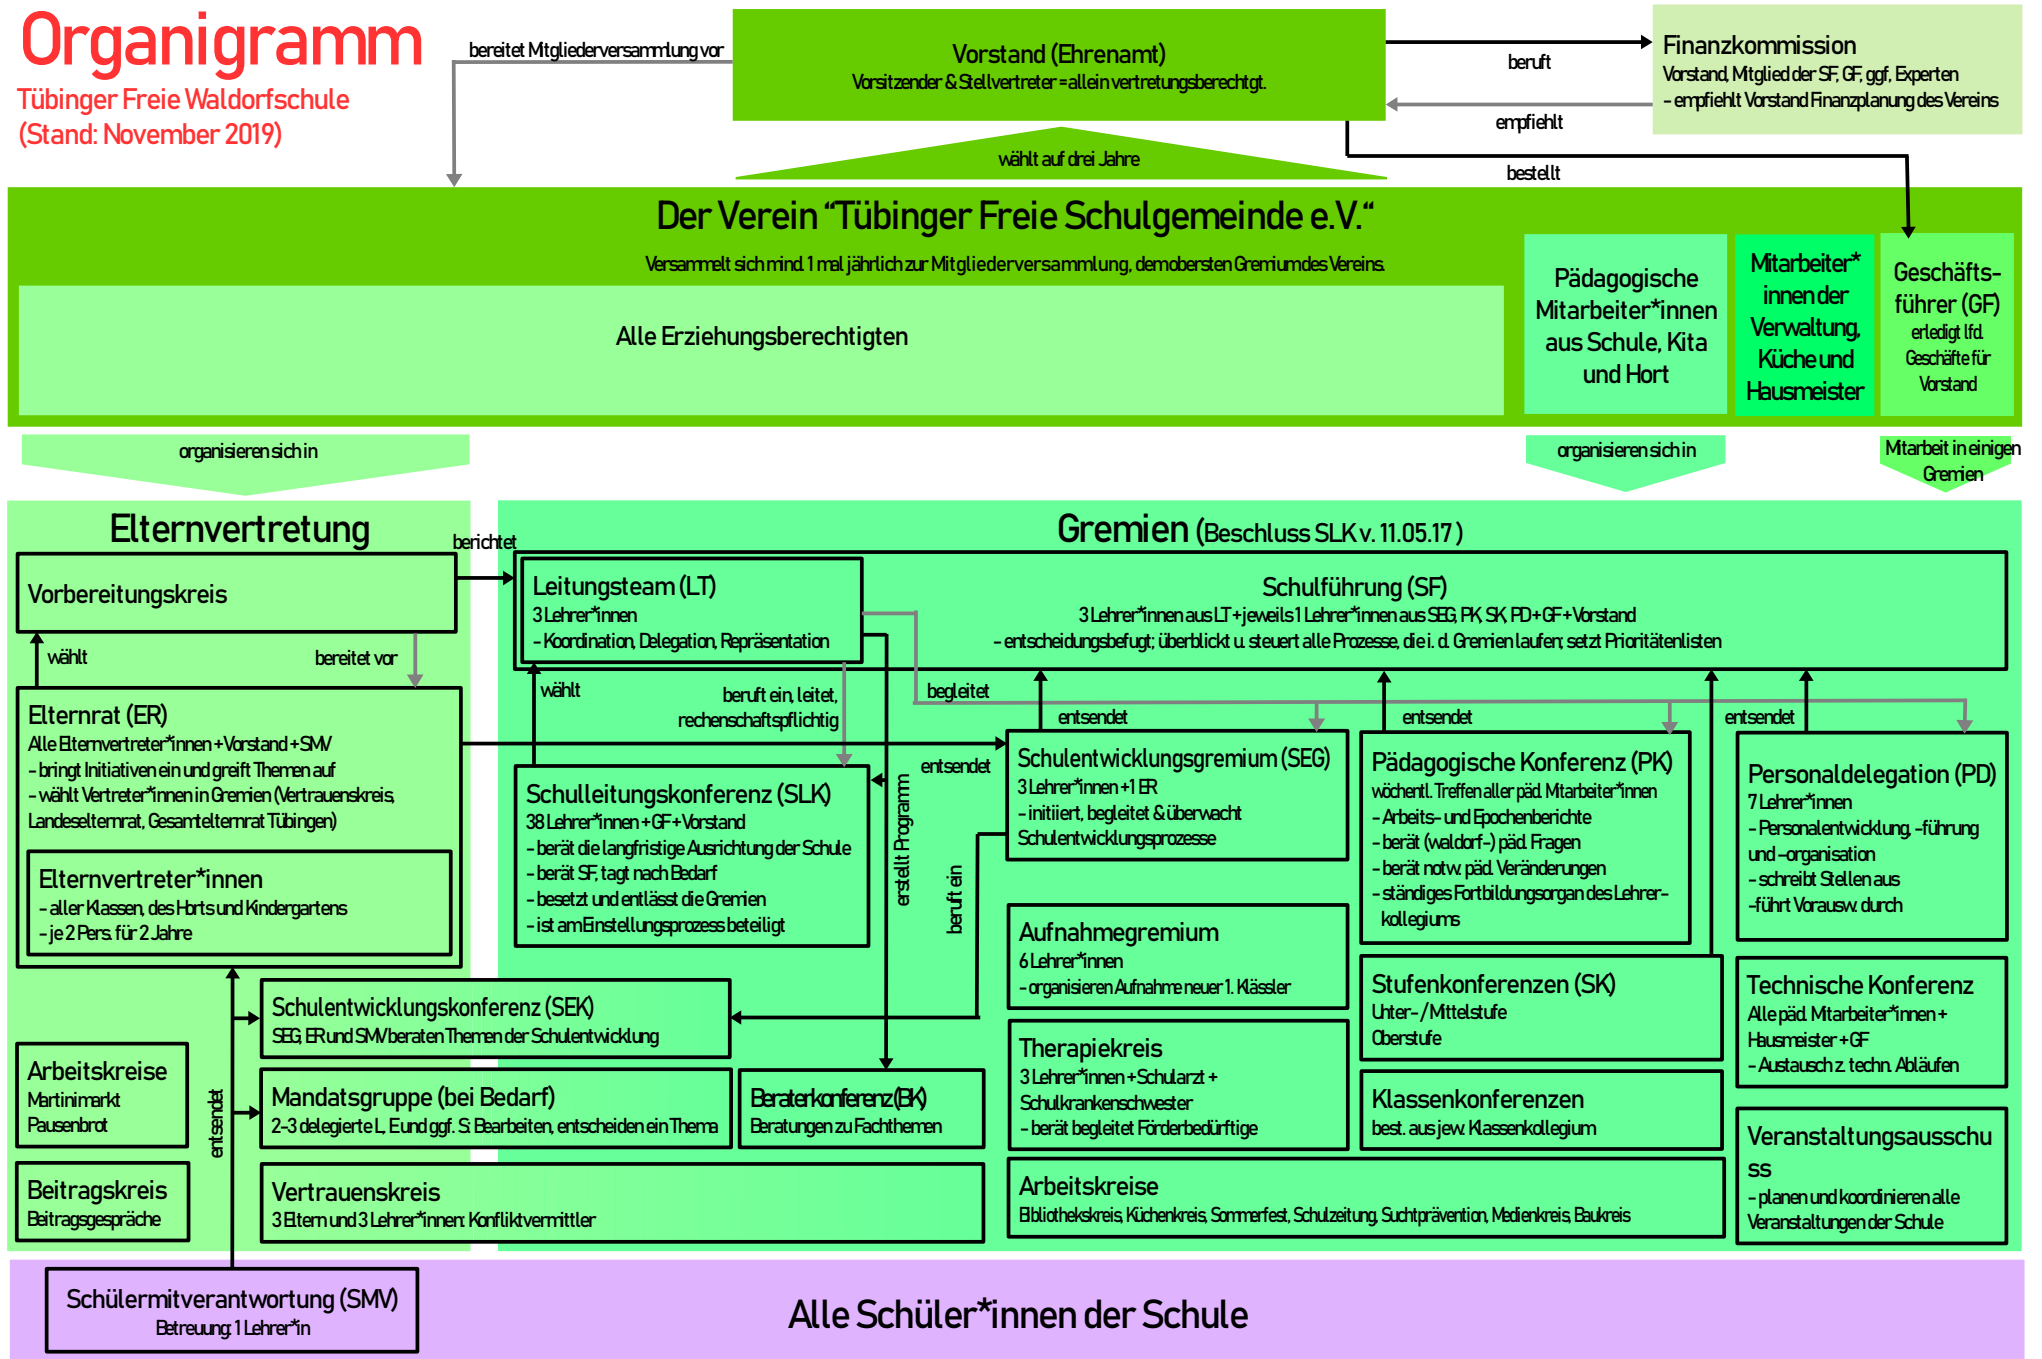 Organigramm
Tübinger Freie Waldorfschule
(Stand: November 2019)
bereitet Mitgliederversammlung vor
Vorstand (Ehrenamt)
Vorsitzender & Stellvertreter = allein vertretungsberechtgt.
beruft
empfiehlt
Finanzkommission
Vorstand, Mitglied der SF, GF, ggf, Experten
- empfiehlt Vorstand Finanzplanung des Vereins
wählt auf drei Jahre
bestellt
Der Verein “Tübinger Freie Schulgemeinde e.V.“
Versammelt sich mind. 1 mal jährlich zur Mitgliederversammlung, dem obersten Gremium des Vereins.
Alle Erziehungsberechtigten
Pädagogische
Mitarbeiter*innen
aus Schule, Kita
und Hort
Mitarbeiter*
innen der
Verwaltung,
Küche und
Hausmeister
Geschäfts-
führer (GF)
erledigt lfd.
Geschäfte für
Vorstand
organisieren sich in
organisieren sich in
Mitarbeit in einigen
Gremien
Elternvertretung
berichtet
Vorbereitungskreis
wählt
bereitet vor
Elternrat (ER)
Alle Elternvertreter*innen + Vorstand + SMV
- bringt Initiativen ein und greift Themen auf
- wählt Vertreter*innen in Gremien (Vertrauenskreis,
Landeselternrat, Gesamtelternrat Tübingen)
Elternvertreter*innen
- aller Klassen, des Horts und Kindergartens
- je 2 Pers. für 2 Jahre
Gremien (Beschluss SLK v. 11.05.17 )
Leitungsteam (LT)
3 Lehrer*innen
- Koordination, Delegation, Repräsentation
Schulführung (SF)
3 Lehrer*innen aus LT + jeweils 1 Lehrer*innen aus SEG, PK, SK, PD + GF + Vorstand
- entscheidungsbefugt; überblickt u. steuert alle Prozesse, die i. d. Gremien laufen; setzt Prioritätenlisten
wählt
beruft ein, leitet,
rechenschaftspflichtig
begleitet
entsendet
entsendet
entsendet
entsendet
Schulleitungskonferenz (SLK)
38 Lehrer*innen + GF + Vorstand
- berät die langfristige Ausrichtung der Schule
- berät SF, tagt nach Bedarf
- besetzt und entlässt die Gremien
- ist am Einstellungsprozess beteiligt
erstellt Programm
beruft ein
Schulentwicklungsgremium (SEG)
3 Lehrer*innen +1 ER
- initiiert, begleitet & überwacht
Schulentwicklungsprozesse
Pädagogische Konferenz (PK)
wöchentl. Treffen aller päd. Mitarbeiter*innen
- Arbeits- und Epochenberichte
- berät (waldorf-) päd. Fragen
- berät notw. päd. Veränderungen
- ständiges Fortbildungsorgan des Lehrer-
kollegiums
Personaldelegation (PD)
7 Lehrer*innen
- Personalentwicklung, -führung
und -organisation
- schreibt Stellen aus
-führt Vorausw. durch
Aufnahmegremium
6 Lehrer*innen
- organisieren Aufnahme neuer 1. Klässler
Stufenkonferenzen (SK)
Unter- / Mittelstufe
Oberstufe
Technische Konferenz
Alle päd. Mitarbeiter*innen +
Hausmeister + GF
- Austausch z. techn. Abläufen
Schulentwicklungskonferenz (SEK)
SEG, ER und SMV beraten Themen der Schulentwicklung
Arbeitskreise
Martinimarkt
Pausenbrot
entsendet
Mandatsgruppe (bei Bedarf)
2-3 delegierte L, E und ggf. S: Bearbeiten, entscheiden ein Thema
Beraterkonferenz (BK)
Beratungen zu Fachthemen
Therapiekreis
3 Lehrer*innen + Schularzt +
Schulkrankenschwester
- berät begleitet Förderbedürftige
Klassenkonferenzen
best. aus jew. Klassenkollegium
Veranstaltungsausschu
ss
- planen und koordinieren alle
Veranstaltungen der Schule
Beitragskreis
Beitragsgespräche
Vertrauenskreis
3 Eltern und 3 Lehrer*innen: Konfliktvermittler
Arbeitskreise
Bibliothekskreis, Küchenkreis, Sommerfest, Schulzeitung, Suchtprävention, Medienkreis, Baukreis
Schülermitverantwortung (SMV)
Betreuung: 1 Lehrer*in
Alle Schüler*innen der Schule